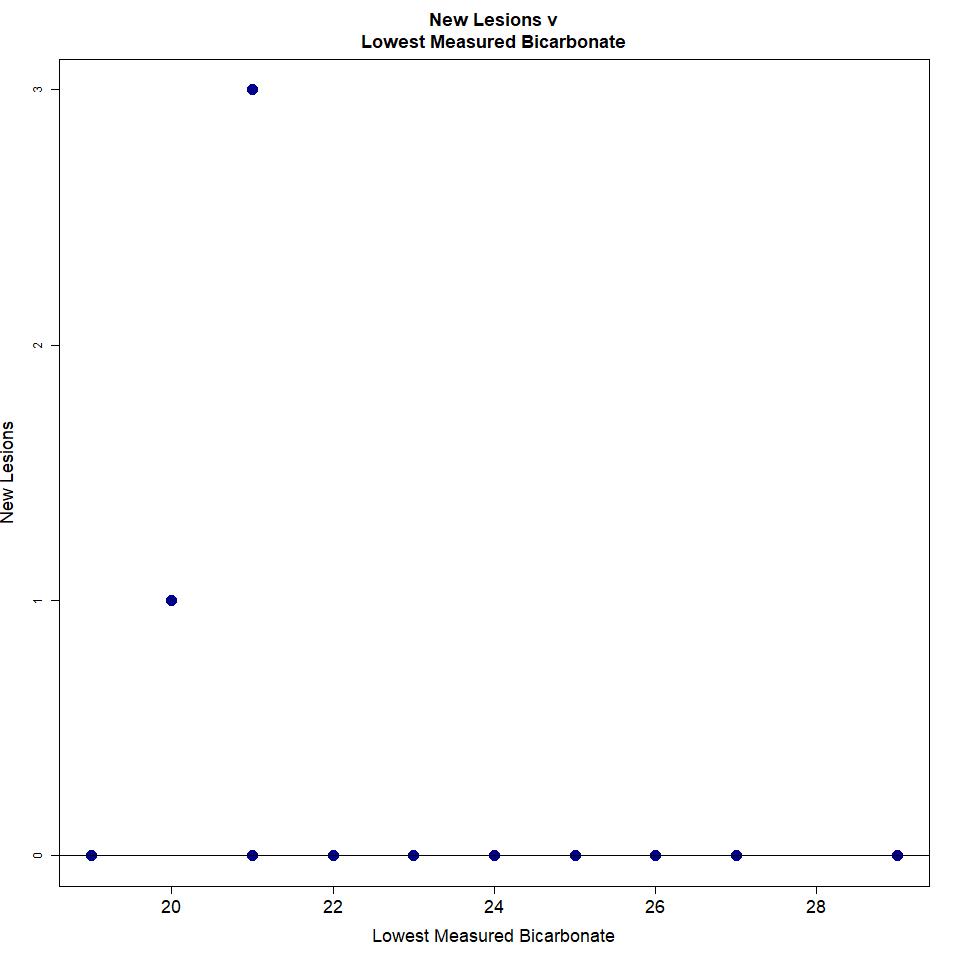 New Lesions v
Lowest Measured Bicarbonate
3
2
1
0
New Lesions
20 22 24 26 28
Lowest Measured Bicarbonate